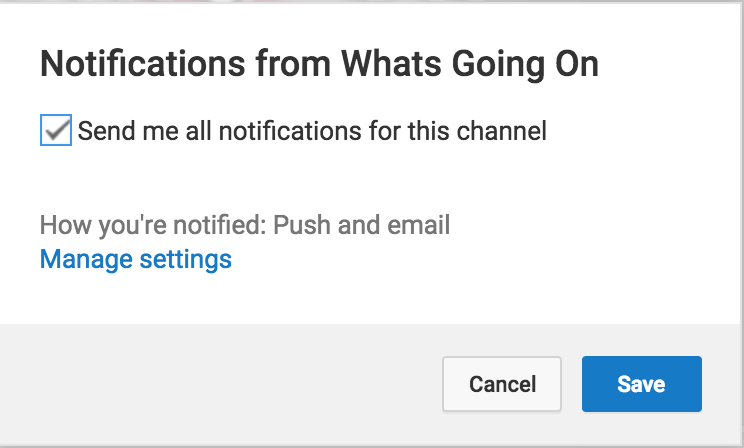 Notifications from Whats Going On
Send me all notifications for this channel
How you're notified: Push and email
Manage settings
Cancel
Save